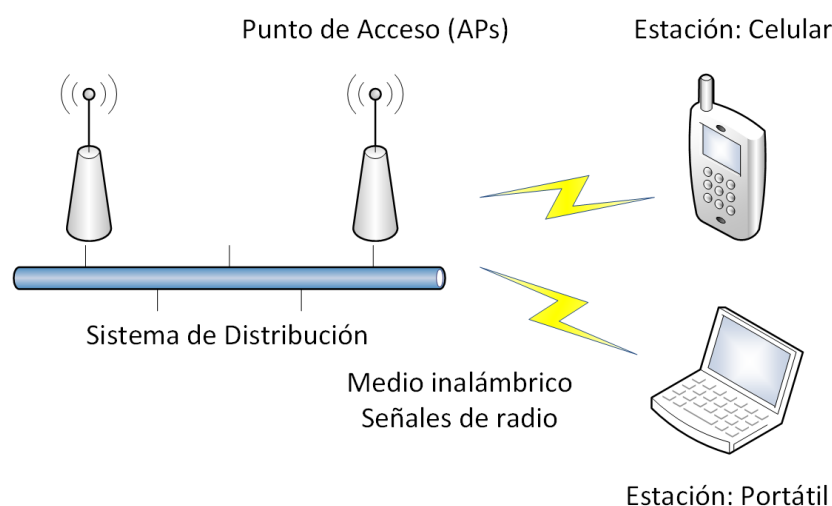 Punto de Acceso (APs)
Estación: Celular
Sistema de Distribución
Medio inalámbrico
Señales de radio
Estación: Portátil